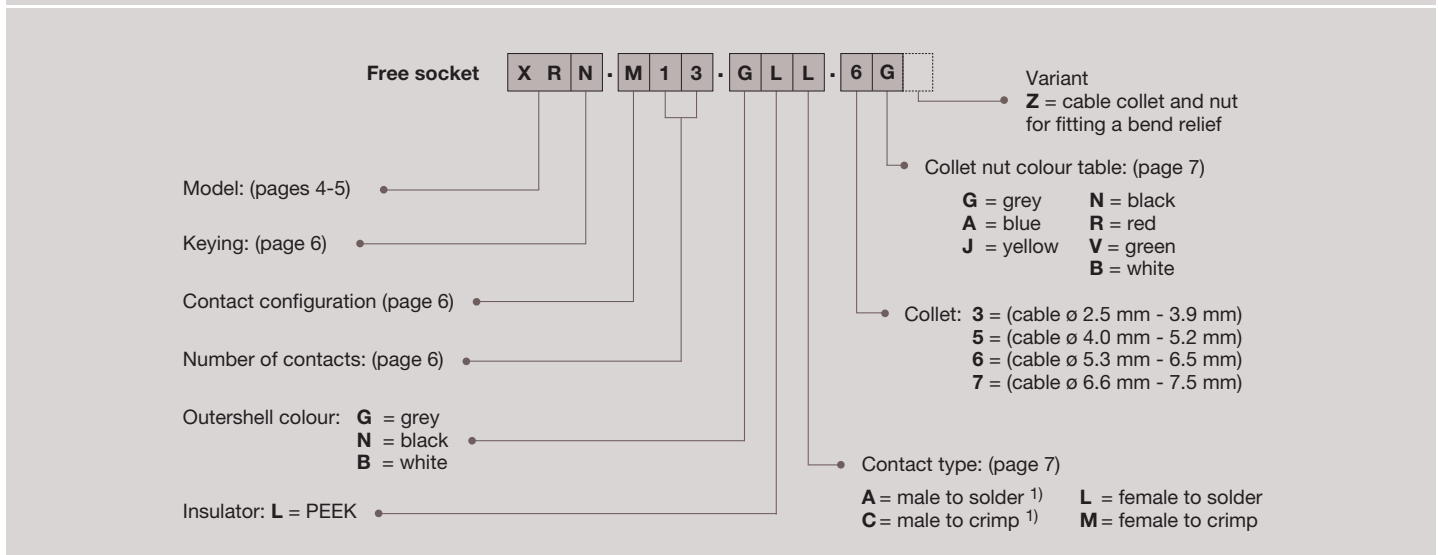 Free socket X R N · M 1 3 · G L L · 6 G
Variant
Z = cable collet and nut
for fitting a bend relief
Collet nut colour table: (page 7)
G = grey N = black
A = blue R = red
J = yellow V = green
B = white
Model: (pages 4-5)
Keying: (page 6)
Contact configuration (page 6)
Number of contacts: (page 6)
Outershell colour: G = grey
N = black
B = white
Insulator: L = PEEK
Collet: 3 = (cable ø 2.5 mm - 3.9 mm)
5 = (cable ø 4.0 mm - 5.2 mm)
6 = (cable ø 5.3 mm - 6.5 mm)
7 = (cable ø 6.6 mm - 7.5 mm)
Contact type: (page 7)
A = male to solder 1) L = female to solder
C = male to crimp 1) M = female to crimp